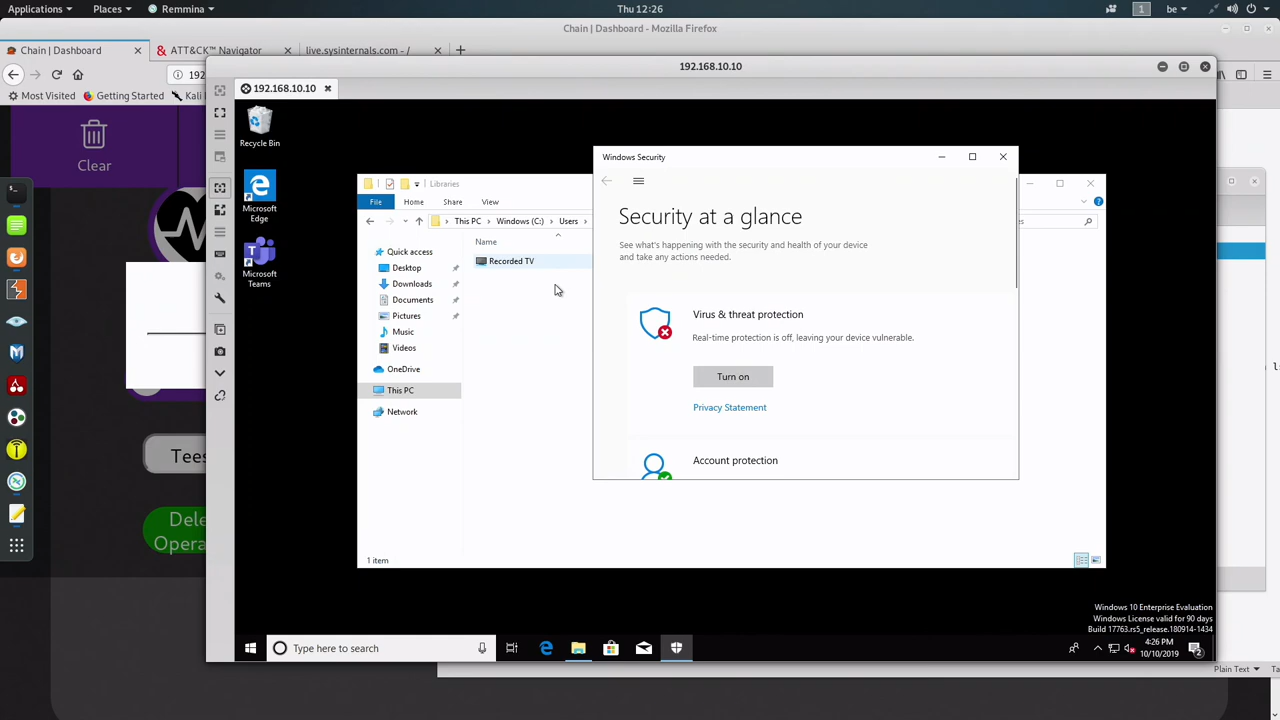 Applications
Places
Remmina
Thu 12:26
1
be
Chain | Dashboard - Mozilla Firefox
Chain | Dashboard
ATT&CK™ Navigator
live.sysinternals.com - /
192
Most Visited
Getting Started
Kali
Clear
Tees
Dele
Opera
192.168.10.10
192.168.10.10
Recycle Bin
Microsoft
Edge
Microsoft
Teams
Libraries
File
Home
Share
View
This PC
Windows (C:)
Users
Name
Recorded TV
Quick access
Desktop
Downloads
Documents
Pictures
Music
Videos
OneDrive
This PC
Network
1 item
Windows Security
Security at a glance
See what's happening with the security and health of your device
and take any actions needed.
Virus & threat protection
Real-time protection is off, leaving your device vulnerable.
Turn on
Privacy Statement
Account protection
Windows 10 Enterprise Evaluation
Windows License valid for 90 days
Build 17763.rs5_release.180914-1434
Type here to search
4:26 PM
10/10/2019
2
Plain Text